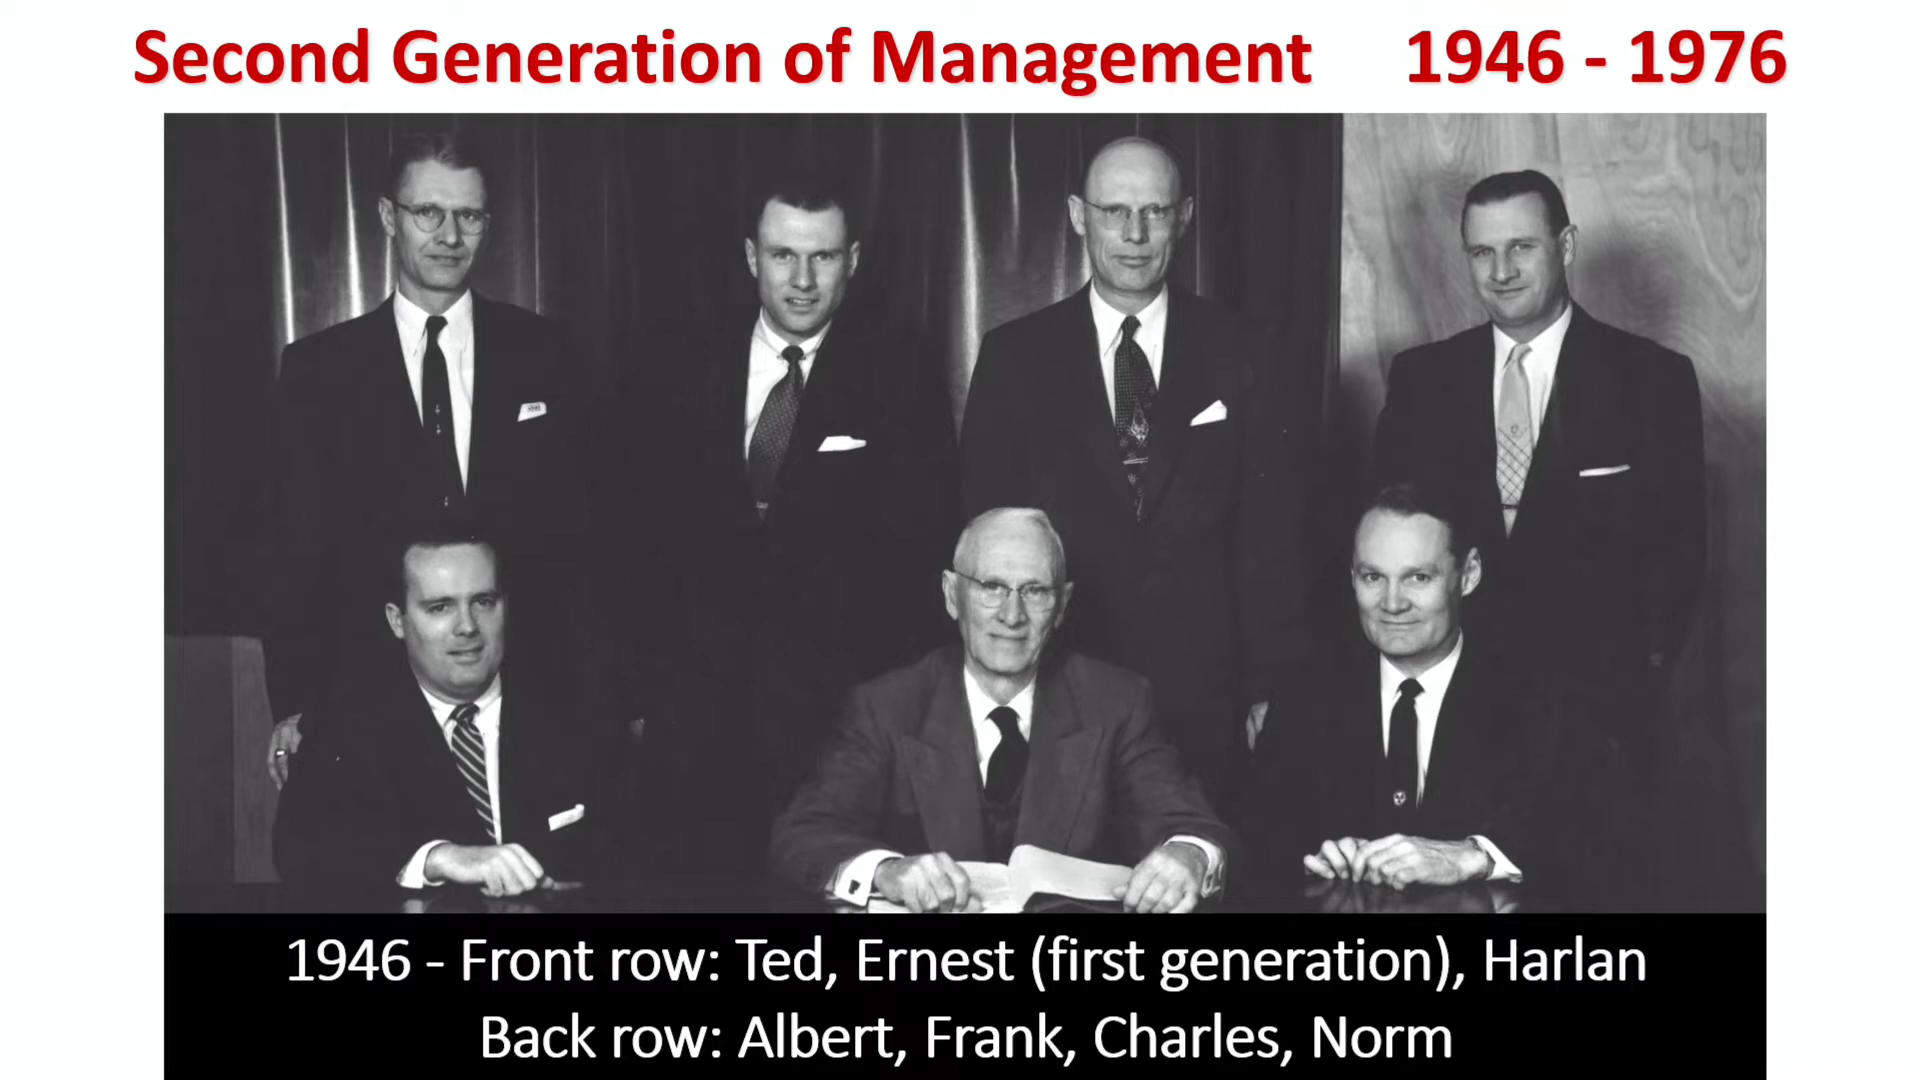 Second Generation of Management 1946 - 1976
1946 - Front row: Ted, Ernest (first generation), Harlan
Back row: Albert, Frank, Charles, Norm